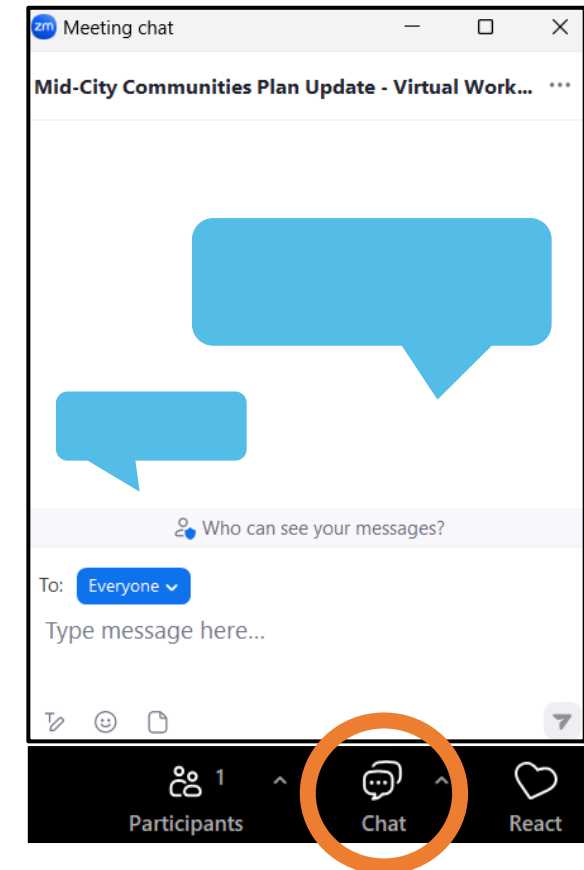 zm Meeting chat
Mid-City Communities Plan Update - Virtual Work...
Who can see your messages?
To: Everyone
Type message here...
1
Participants
Chat
React